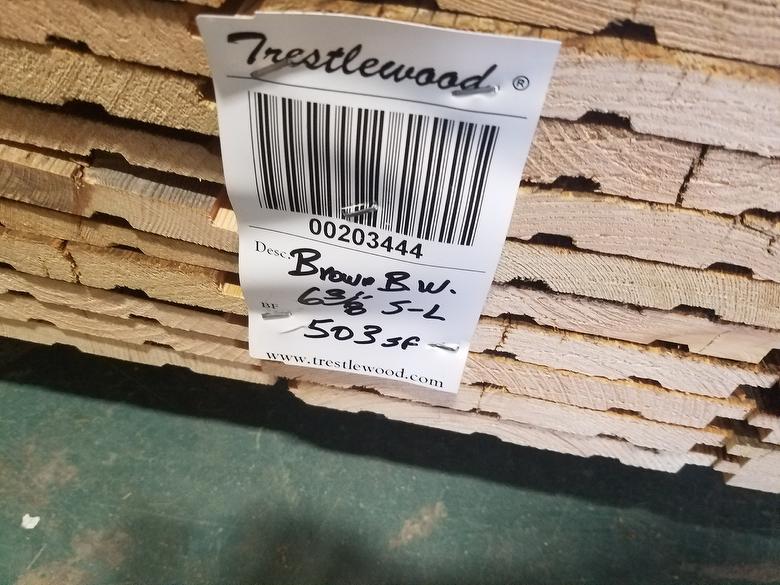 Trestlewood ®
00203444
Desc. Brown B W.
BF 6 3/8" S-L
503 SF
www.trestlewood.com